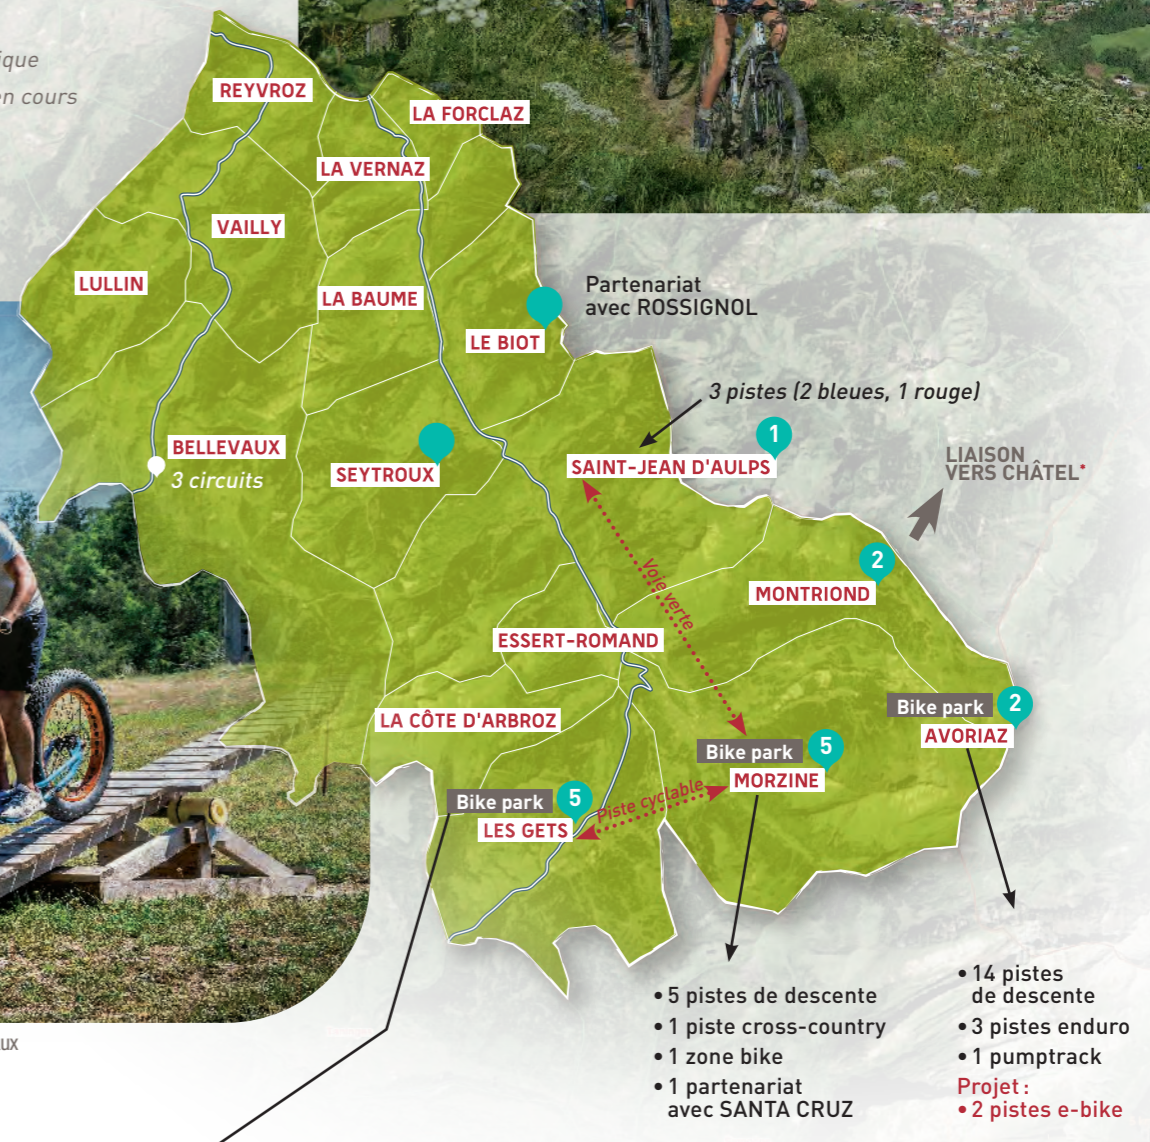 en cours
REYVROZ
LA FORCLAZ
LA VERNAZ
VAILLY
LULLIN
LA BAUME
Partenariat
avec ROSSIGNOL
LE BIOT
3 pistes (2 bleues, 1 rouge)
1
BELLEVAUX
3 circuits
SEYTROUX
SAINT-JEAN D'AULPS
LIAISON
VERS CHÂTEL*
Voie verte
2
MONTRIOND
ESSERT-ROMAND
LA CÔTE D'ARBROZ
Bike park
2
AVORIAZ
Bike park
5
MORZINE
Bike park
5
LES GETS
Piste cyclable
• 5 pistes de descente
• 1 piste cross-country
• 1 zone bike
• 1 partenariat
avec SANTA CRUZ
• 14 pistes
de descente
• 3 pistes enduro
• 1 pumptrack
Projet :
• 2 pistes e-bike